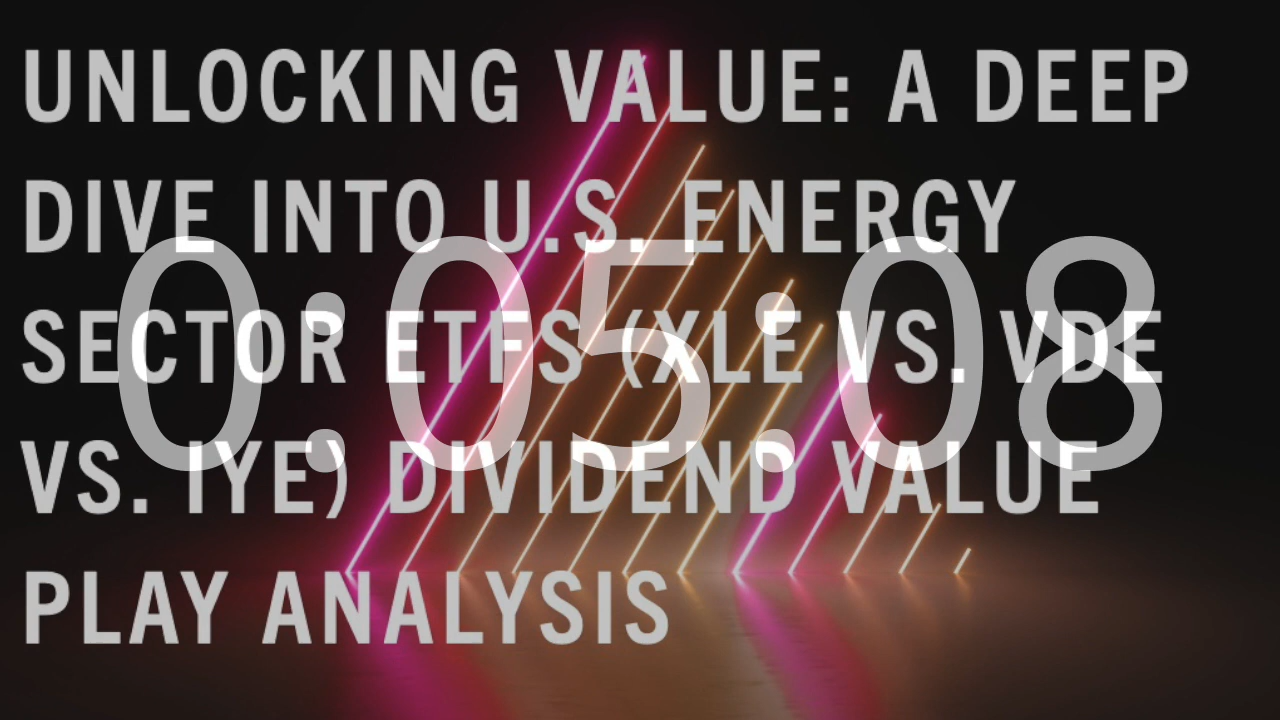 UNLOCKING VALUE: A DEEP
DIVE INTO U.S. ENERGY
SECTOR ETFS (XLE VS. VDE
VS. IYE) DIVIDEND VALUE
PLAY ANALYSIS
0:05:08